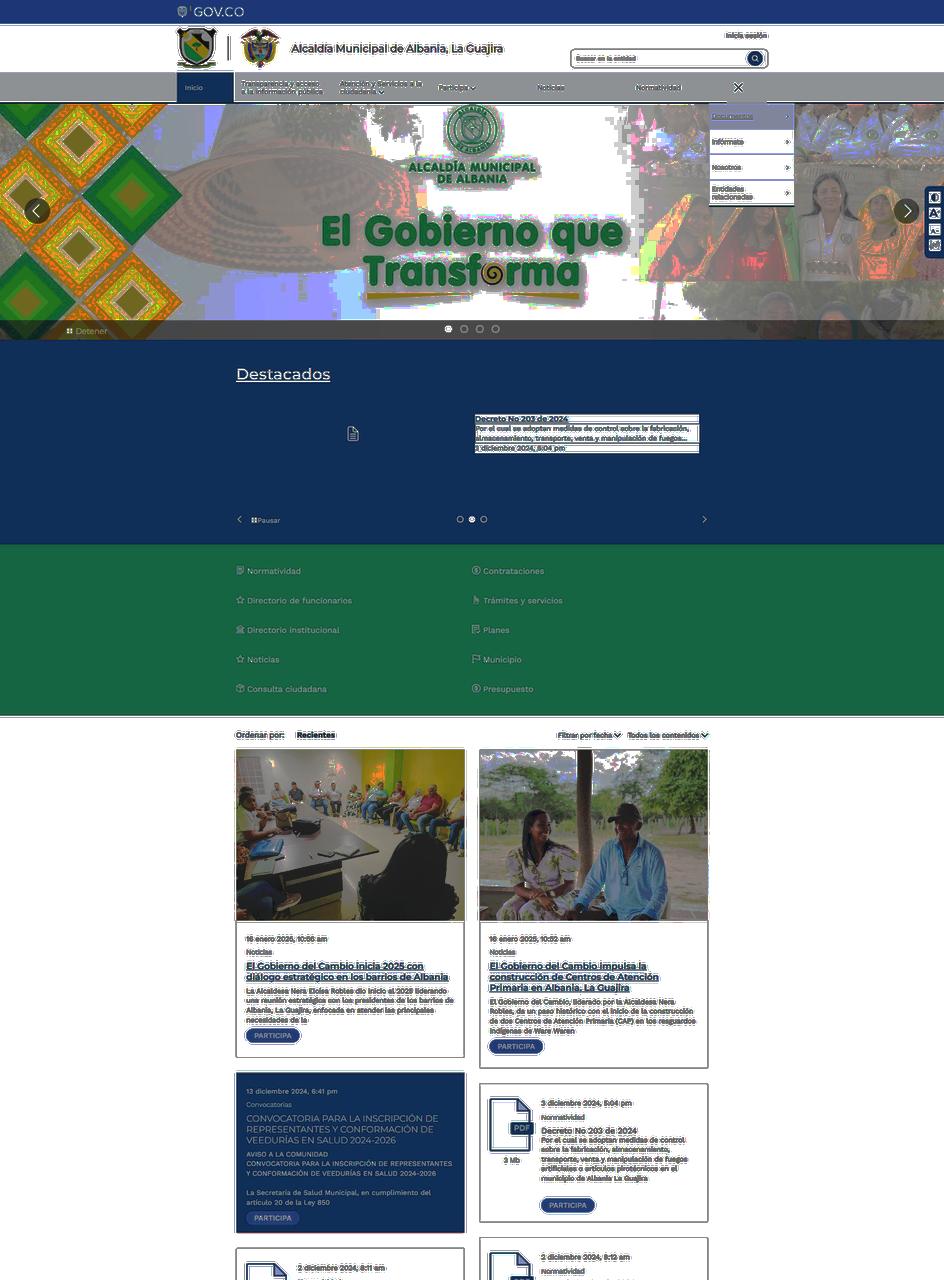 GOV.CO
Inicia sesión
Alcaldía Municipal de Albania, La Guajira
Buscar en la entidad
Inicio
Transparencia y acceso
a la información pública
Atención y Servicio a la
ciudadanía
Participa
Noticias
Normatividad
Documentos
Infórmate
Nosotros
Entidades
relacionadas
ALCALDÍA MUNICIPAL
DE ALBANIA
El Gobierno que
Transforma
Detener
Destacados
Decreto No 203 de 2024
Por el cual se adoptan medidas de control sobre la fabricación,
almacenamiento, transporte, venta y manipulación de fuegos...
3 diciembre 2024, 5:04 pm
Pausar
Normatividad
Contrataciones
Directorio de funcionarios
Trámites y servicios
Directorio institucional
Planes
Noticias
Municipio
Consulta ciudadana
Presupuesto
Ordenar por:
Recientes
Filtrar por fecha
Todos los contenidos
16 enero 2025, 10:56 am
Noticias
El Gobierno del Cambio inicia 2025 con
diálogo estratégico en los barrios de Albania
La Alcaldesa Nera Eloisa Robles dio inicio al 2025 liderando
una reunión estratégica con los presidentes de los barrios de
Albania, La Guajira, enfocada en atender las principales
necesidades de la
PARTICIPA
16 enero 2025, 10:52 am
Noticias
El Gobierno del Cambio impulsa la
construcción de Centros de Atención
Primaria en Albania, La Guajira
El Gobierno del Cambio, liderado por la Alcaldesa Nera
Robles, da un paso histórico con el inicio de la construcción
de dos Centros de Atención Primaria (CAP) en los resguardos
indígenas de Ware Waren
PARTICIPA
13 diciembre 2024, 6:41 pm
Convocatorias
CONVOCATORIA PARA LA INSCRIPCIÓN DE
REPRESENTANTES Y CONFORMACIÓN DE
VEEDURÍAS EN SALUD 2024-2026
AVISO A LA COMUNIDAD
CONVOCATORIA PARA LA INSCRIPCIÓN DE REPRESENTANTES
Y CONFORMACIÓN DE VEEDURÍAS EN SALUD 2024-2026
La Secretaría de Salud Municipal, en cumplimiento del
artículo 20 de la Ley 850
PARTICIPA
3 diciembre 2024, 5:04 pm
Normatividad
PDF
3 Mb
Decreto No 203 de 2024
Por el cual se adoptan medidas de control
sobre la fabricación, almacenamiento,
transporte, venta y manipulación de fuegos
artificiales o artículos pirotécnicos en el
municipio de Albania La Guajira
PARTICIPA
2 diciembre 2024, 8:11 am
2 diciembre 2024, 8:12 am
Normatividad